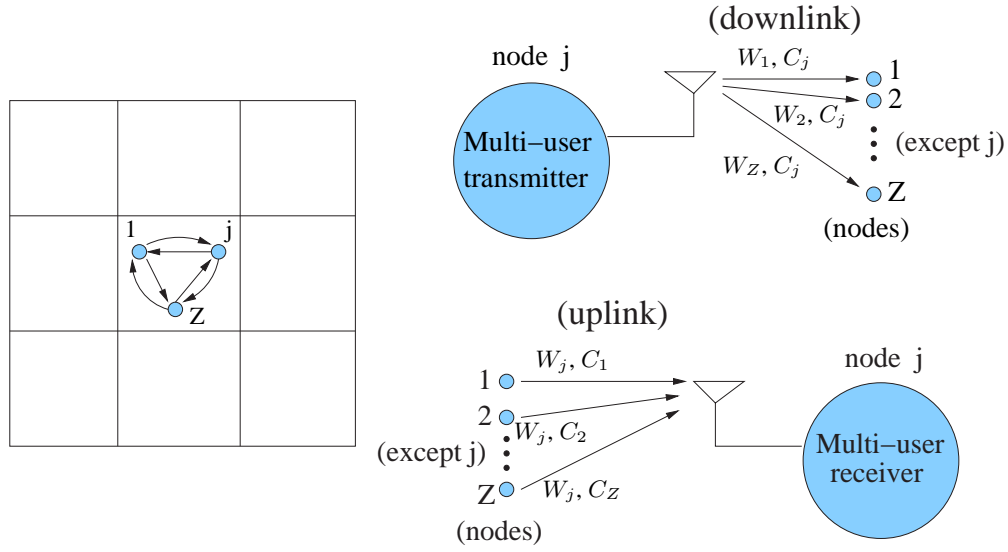 (downlink)
node j
Multi−user
transmitter
W_1, C_j
W_2, C_j
W_Z, C_j
1
2
(except j)
Z
(nodes)
1
j
Z
(uplink)
1
2
(except j)
Z
(nodes)
W_j, C_1
W_j, C_2
W_j, C_Z
node j
Multi−user
receiver